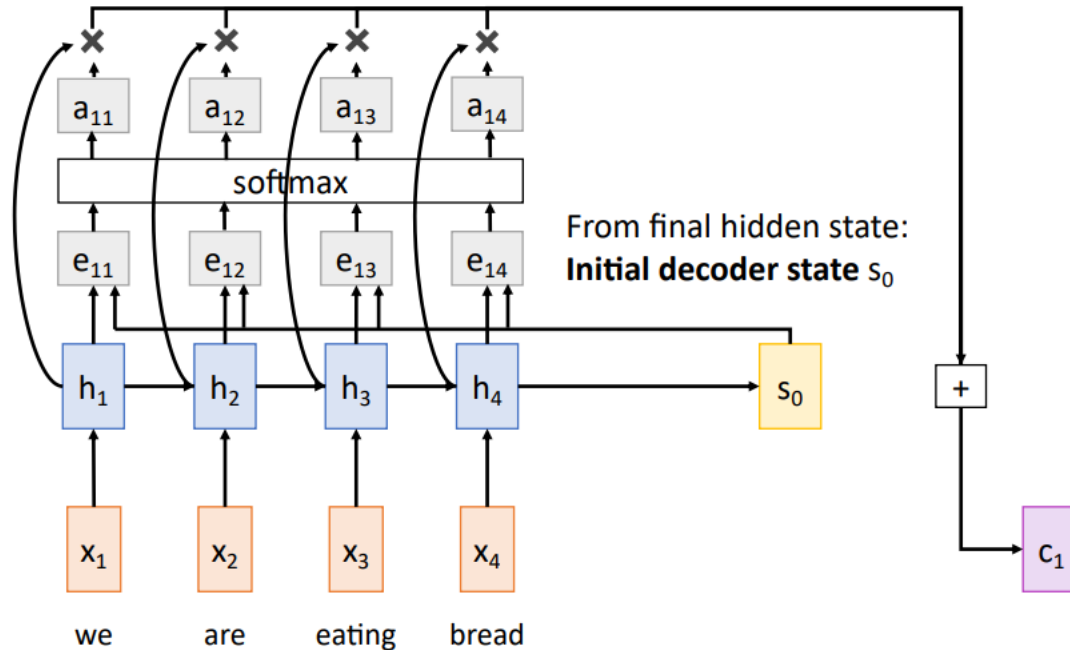 a₁₁ a₁₂ a₁₃ a₁₄
softmax
e₁₁ e₁₂ e₁₃ e₁₄
From final hidden state:
Initial decoder state s₀
h₁ h₂ h₃ h₄ s₀ +
x₁ x₂ x₃ x₄ c₁
we are eating bread